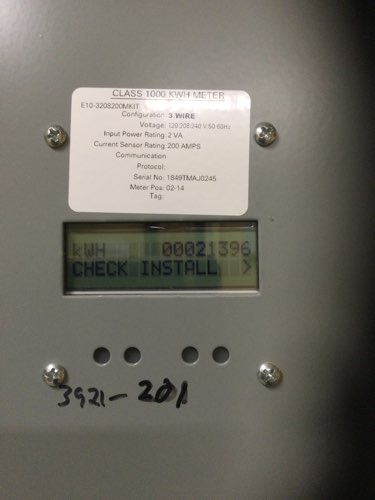 CLASS 1000 KWH METER
E10-3208200MKIT
Configuration: 3 WIRE
Voltage: 120 208 240 V 50-60Hz
Input Power Rating: 2 VA
Current Sensor Rating: 200 AMPS
Communication
Protocol:
Serial No: 1849TMAJ0245
Meter Pos: 02-14
Tag:
kWH 00021396
CHECK INSTALL >
3921-201